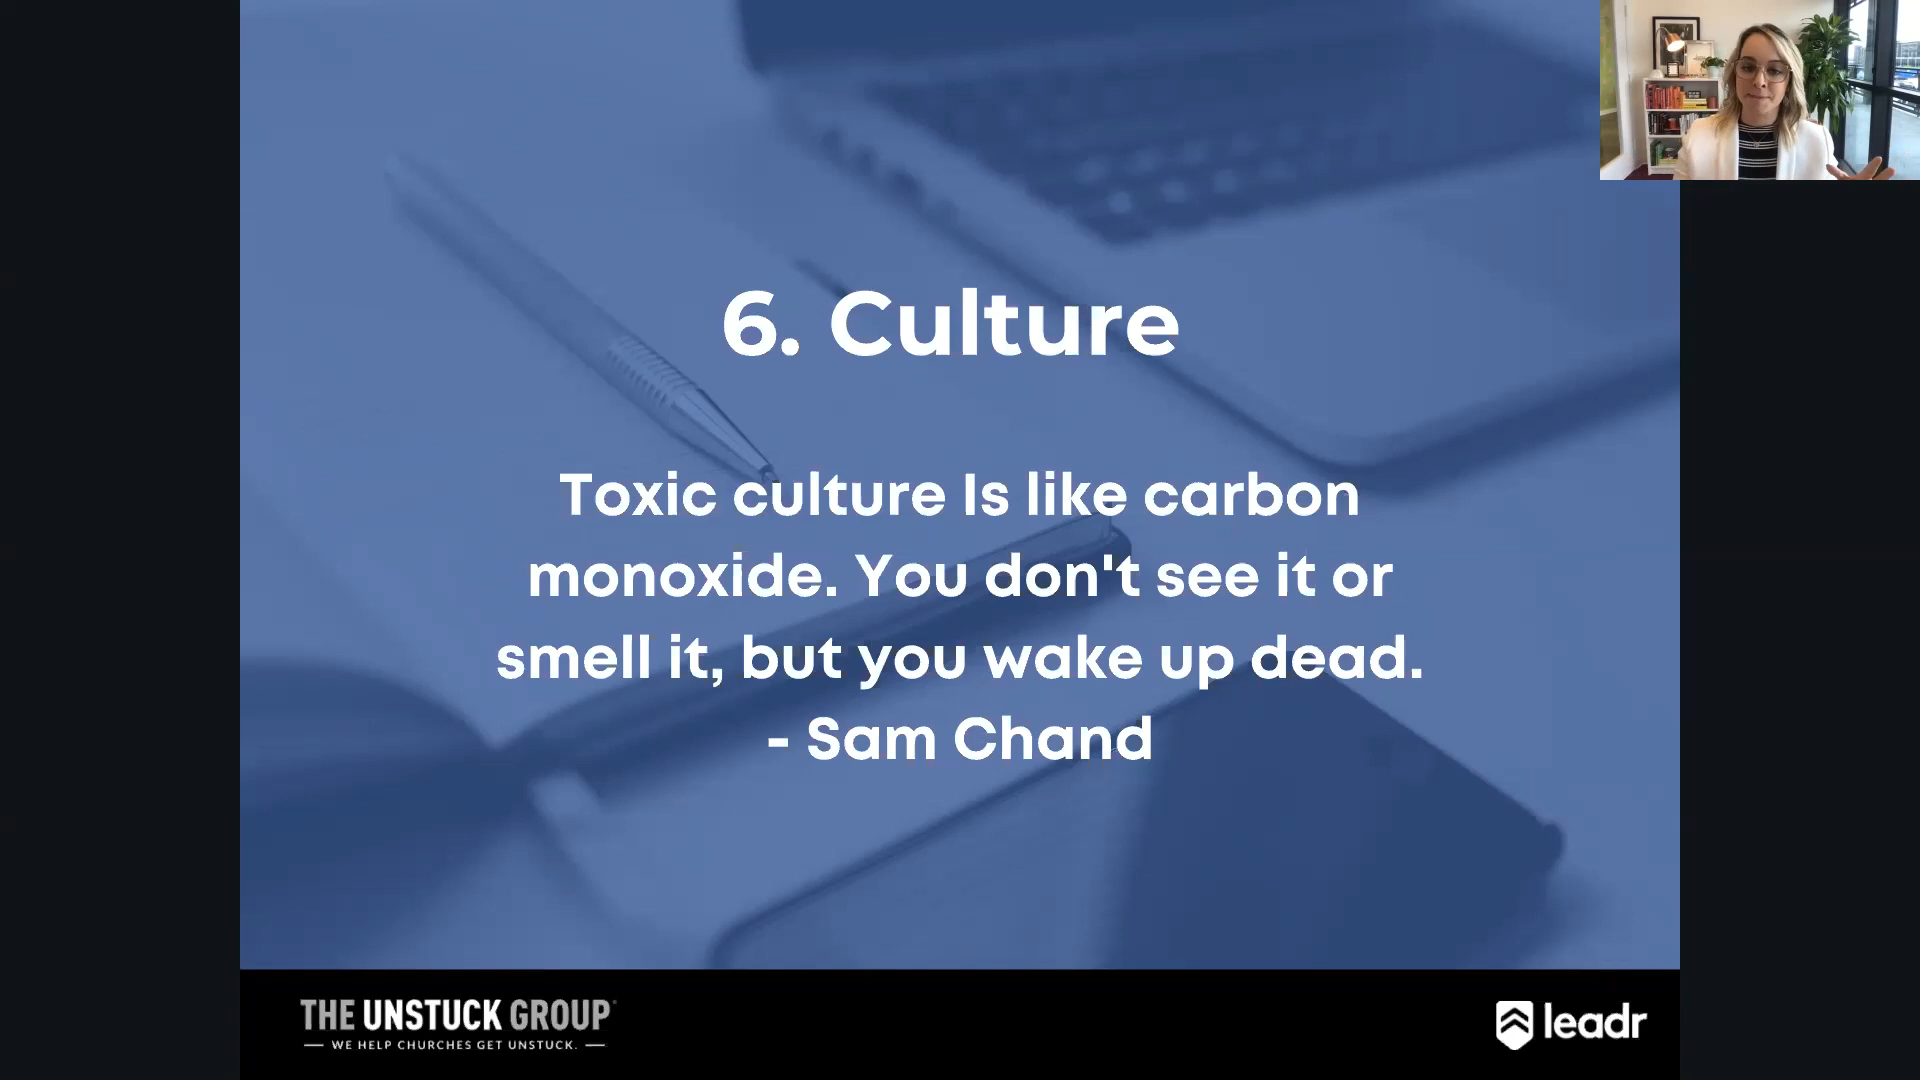 6. Culture
Toxic culture Is like carbon
monoxide. You don't see it or
smell it, but you wake up dead.
- Sam Chand
THE UNSTUCK GROUP
— WE HELP CHURCHES GET UNSTUCK. —
leadr